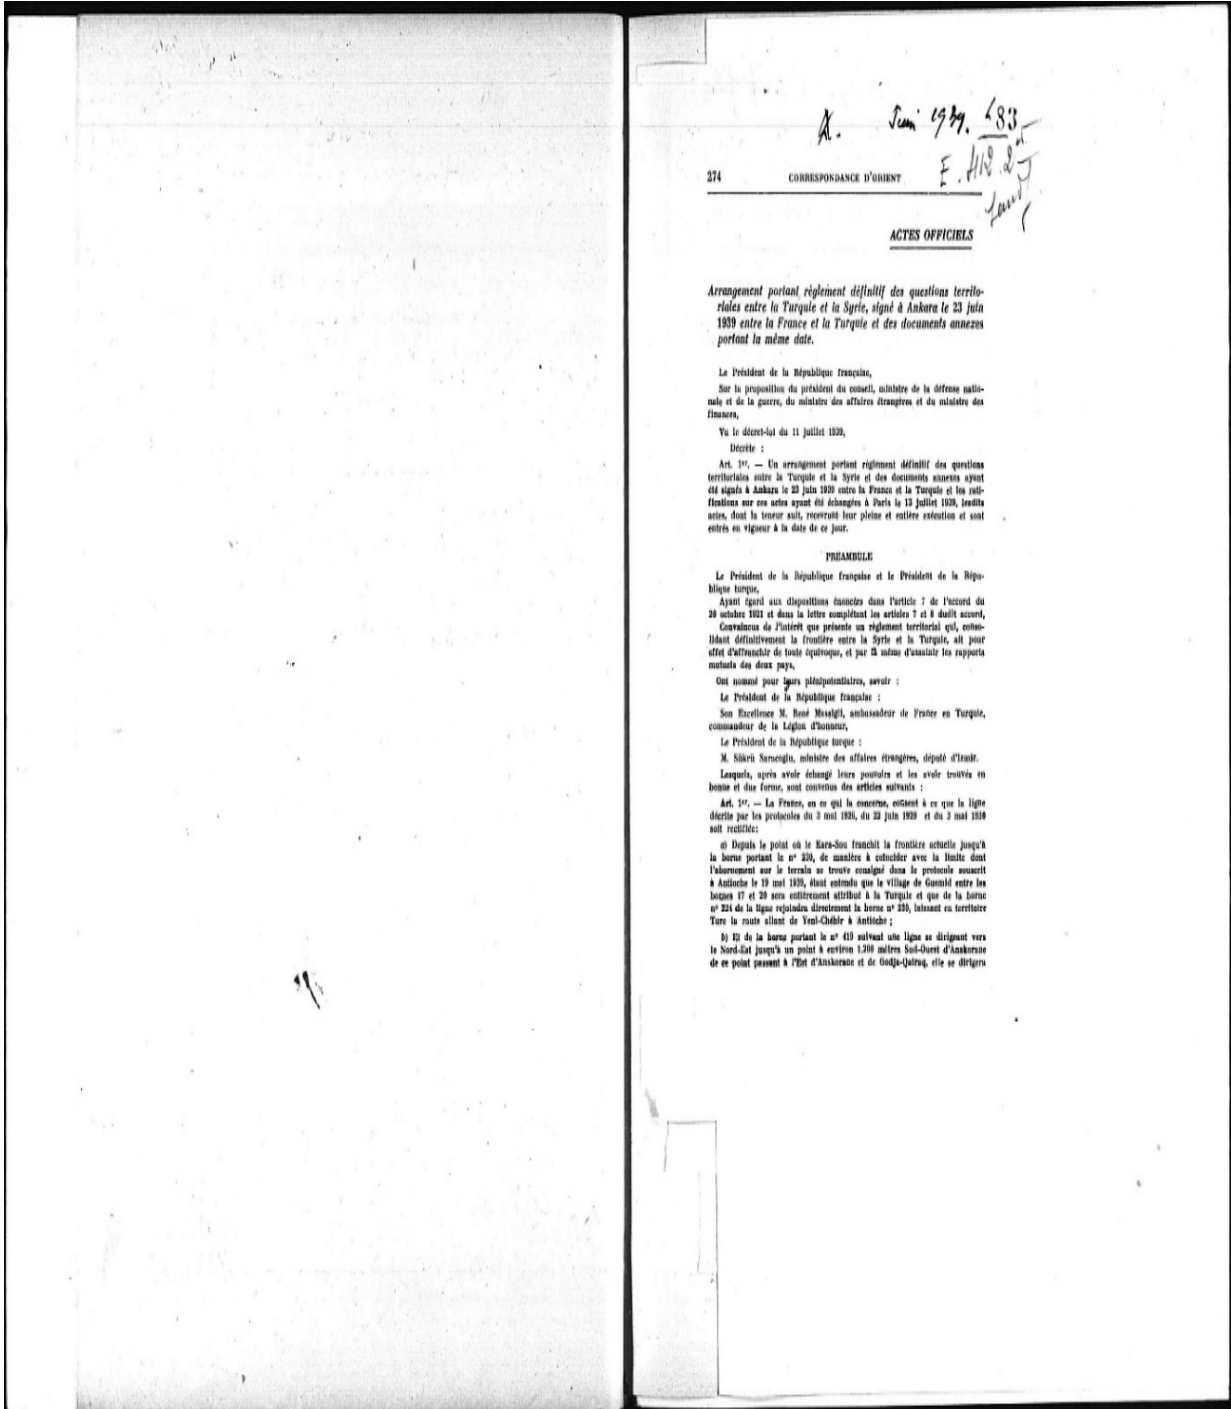 A. Juin 1939. 483
E. 412.2
274 CORRESPONDANCE D'ORIENT
ACTES OFFICIELS
Arrangement portant règlement définitif des questions territo-
riales entre la Turquie et la Syrie, signé à Ankara le 23 juin
1939 entre la France et la Turquie et des documents annexes
portant la même date.
Le Président de la République française,
Sur la proposition du président du conseil, ministre de la défense natio-
nale et de la guerre, du ministre des affaires étrangères et du ministre des
finances,
Vu le décret-loi du 11 juillet 1939,
Décrète :
Art. 1er. — Un arrangement portant règlement définitif des questions
territoriales entre la Turquie et la Syrie et des documents annexes ayant
été signés à Ankara le 23 juin 1939 entre la France et la Turquie et les rati-
fications sur ces actes ayant été échangées à Paris le 13 juillet 1939, lesdits
actes, dont la teneur suit, recevront leur pleine et entière exécution et sont
entrés en vigueur à la date de ce jour.
PREAMBULE
Le Président de la République française et le Président de la Répu-
blique turque,
Ayant égard aux dispositions énoncées dans l'article 7 de l'accord du
20 octobre 1921 et dans la lettre complétant les articles 7 et 8 dudit accord,
Convaincus de l'intérêt que présente un règlement territorial qui, conso-
lidant définitivement la frontière entre la Syrie et la Turquie, ait pour
effet d'affranchir de toute équivoque, et par là même d'assainir les rapports
mutuels des deux pays,
Ont nommé pour leurs plénipotentiaires, savoir :
Le Président de la République française :
Son Excellence M. René Massigli, ambassadeur de France en Turquie,
commandeur de la Légion d'honneur,
Le Président de la République turque :
M. Sükrü Saracoglu, ministre des affaires étrangères, député d'Izmir.
Lesquels, après avoir échangé leurs pouvoirs et les avoir trouvés en
bonne et due forme, sont convenus des articles suivants :
Art. 1er. — La France, en ce qui la concerne, consent à ce que la ligne
décrite par les protocoles du 3 mai 1926, du 22 juin 1929 et du 3 mai 1930
soit rectifiée:
a) Depuis le point où le Kara-Sou franchit la frontière actuelle jusqu'à
la borne portant le n° 230, de manière à coïncider avec la limite dont
l'abornement sur le terrain se trouve consigné dans le protocole souscrit
à Antioche le 19 mai 1939, étant entendu que le village de entre les
bornes 17 et 20 sera entièrement attribué à la Turquie et que de la borne
n° 224 de la ligne rejoindra directement la borne n° 230, laissant en territoire
Turc la route allant de Yeni-Chéhir à Antioche ;
b) Et de la borne portant le n° 419 suivant une ligne se dirigeant vers
le Nord-Est jusqu'à un point à environ 1.200 mètres Sud-Ouest d'Anskorane
de ce point passant à l'Est d'Anskorane et de Godja-Qairaq, elle se dirigera